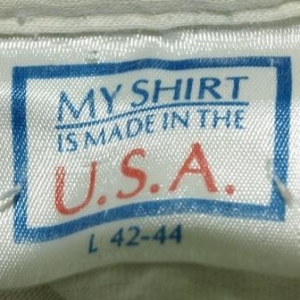 MY SHIRT
IS MADE IN THE
U.S.A.
L 42-44